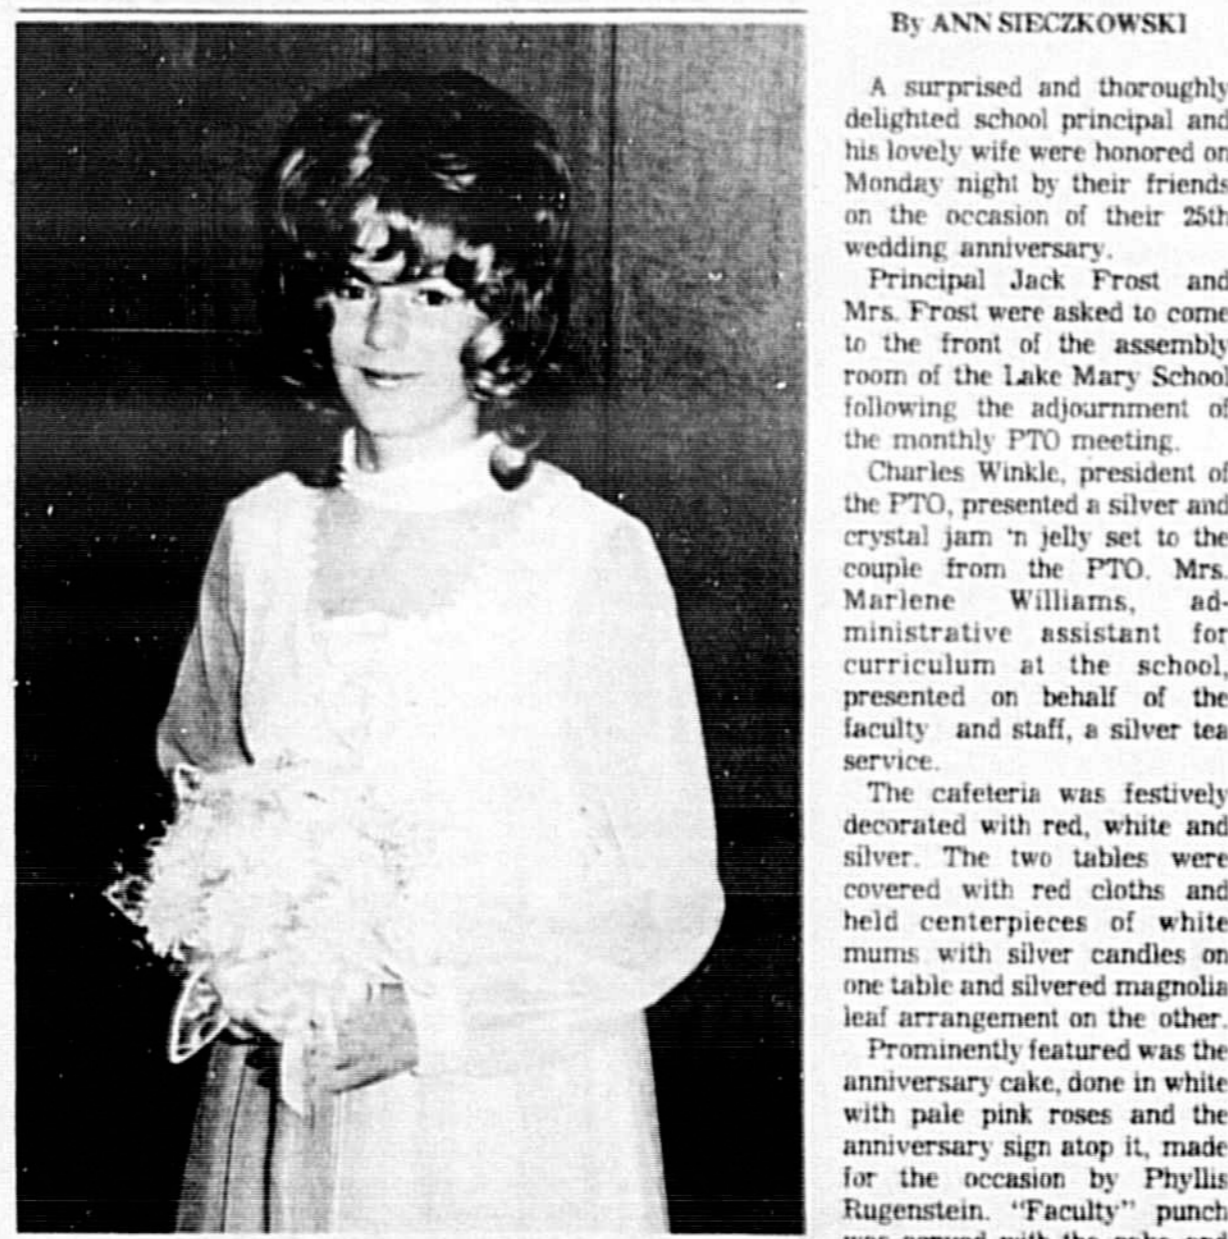 By ANN SIECZKOWSKI
A surprised and thoroughly
delighted school principal and
his lovely wife were honored on
Monday night by their friends
on the occasion of their 25th
wedding anniversary.
Principal Jack Frost and
Mrs. Frost were asked to come
to the front of the assembly
room of the Lake Mary School
following the adjournment of
the monthly PTO meeting.
Charles Winkle, president of
the PTO, presented a silver and
crystal jam 'n jelly set to the
couple from the PTO. Mrs.
Marlene Williams, ad-
ministrative assistant for
curriculum at the school,
presented on behalf of the
faculty and staff, a silver tea
service.
The cafeteria was festively
decorated with red, white and
silver. The two tables were
covered with red cloths and
held centerpieces of white
mums with silver candles on
one table and silvered magnolia
leaf arrangement on the other.
Prominently featured was the
anniversary cake, done in white
with pale pink roses and the
anniversary sign atop it, made
for the occasion by Phyllis
Rugenstein. "Faculty" punch
was served with the cake and